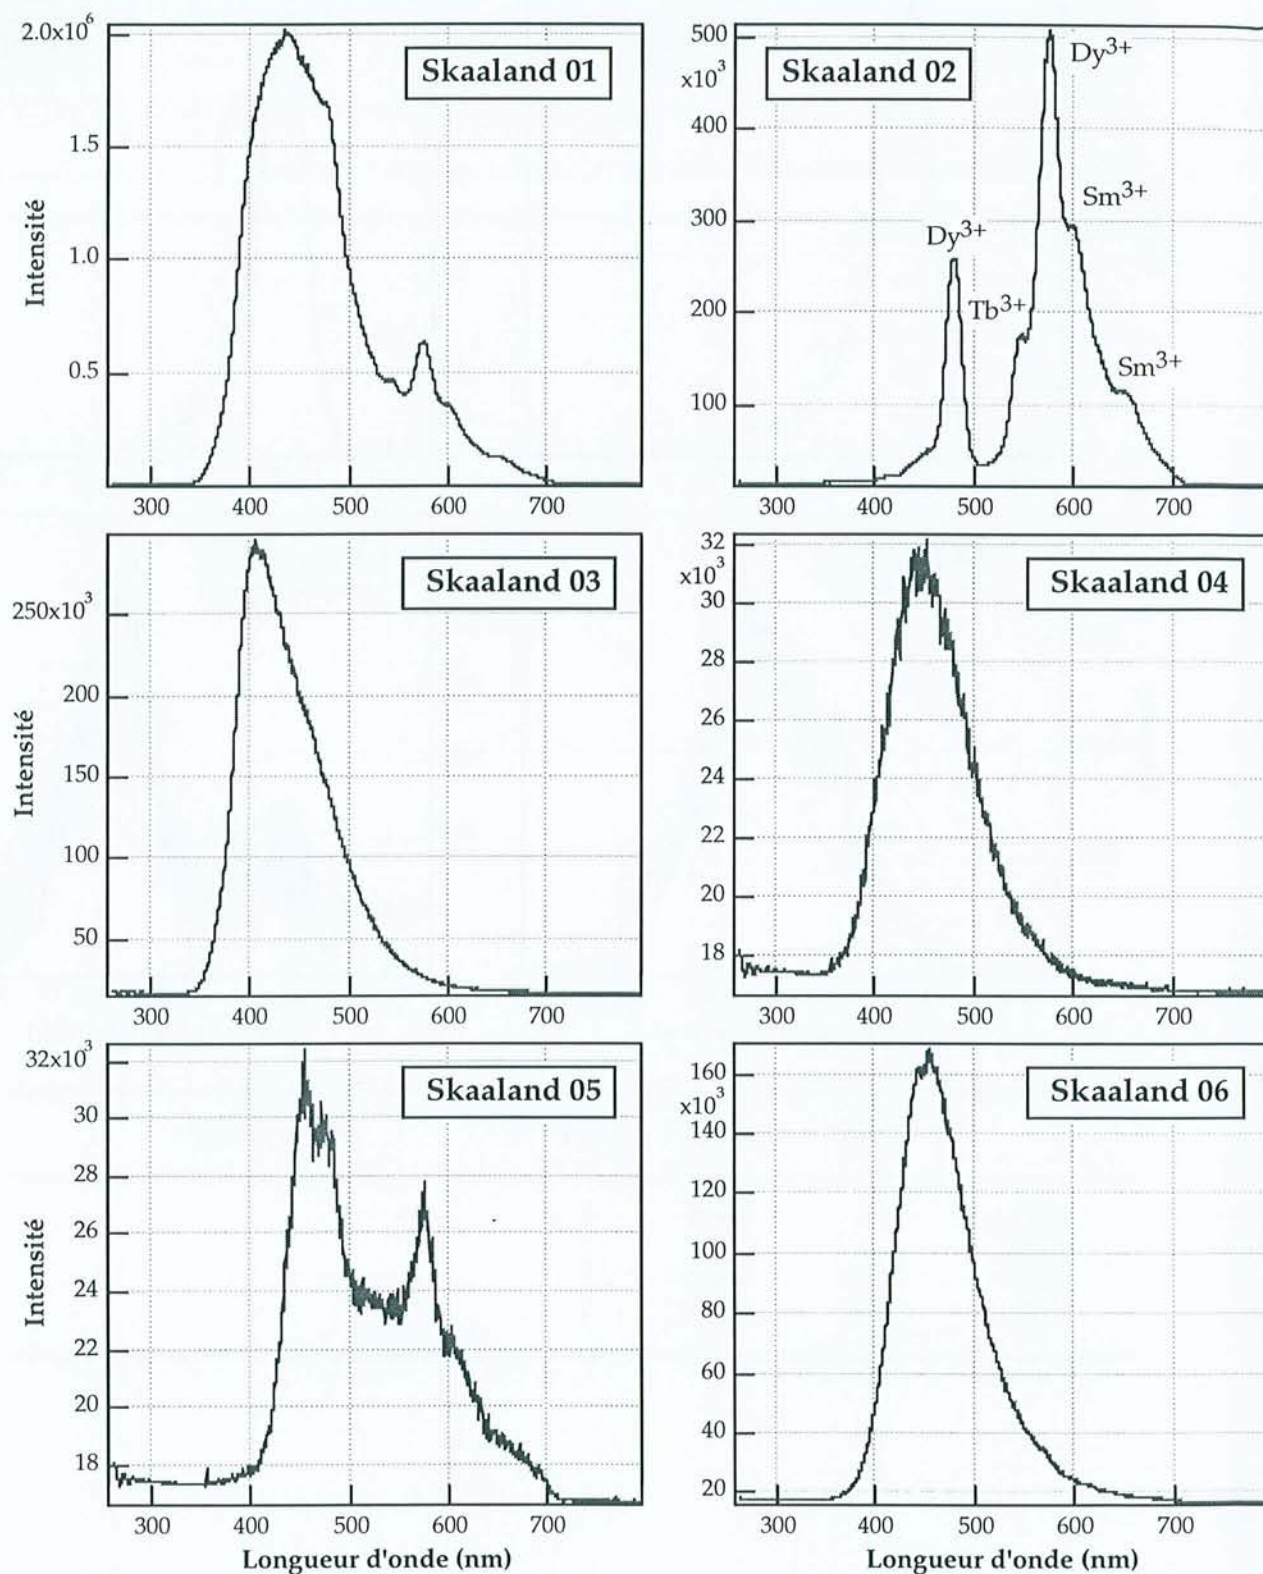 2.0x10⁶
1.5
1.0
0.5
Intensité
Skaaland 01
300 400 500 600 700
500
x10³
400
300
200
100
Skaaland 02
Dy³⁺
Sm³⁺
Dy³⁺
Tb³⁺
Sm³⁺
300 400 500 600 700
250x10³
200
150
100
50
Intensité
Skaaland 03
300 400 500 600 700
32
x10³
30
28
26
24
22
20
18
Skaaland 04
300 400 500 600 700
32x10³
30
28
26
24
22
20
18
Intensité
Skaaland 05
300 400 500 600 700
Longueur d'onde (nm)
160
x10³
140
120
100
80
60
40
20
Skaaland 06
300 400 500 600 700
Longueur d'onde (nm)